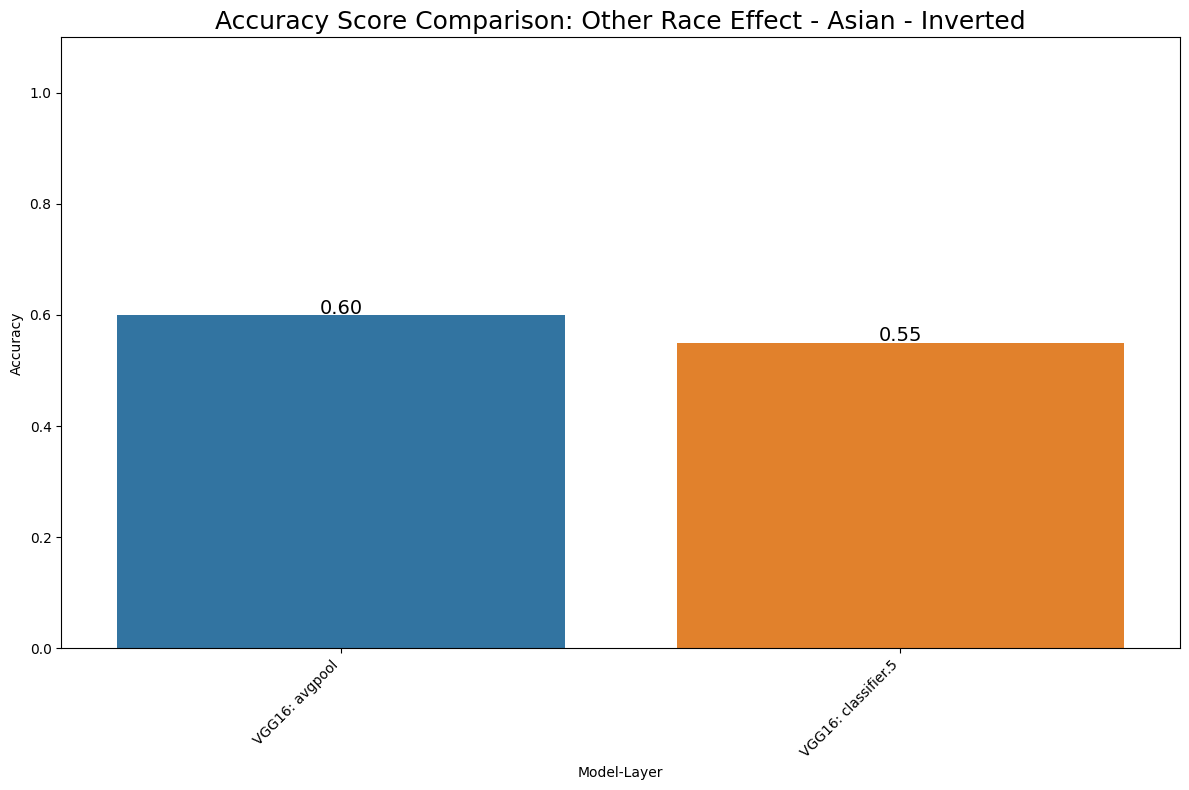 Accuracy Score Comparison: Other Race Effect - Asian - Inverted
Accuracy
1.0
0.8
0.6
0.4
0.2
0.0
0.60
0.55
VGG16: avgpool
VGG16: classifier.5
Model-Layer